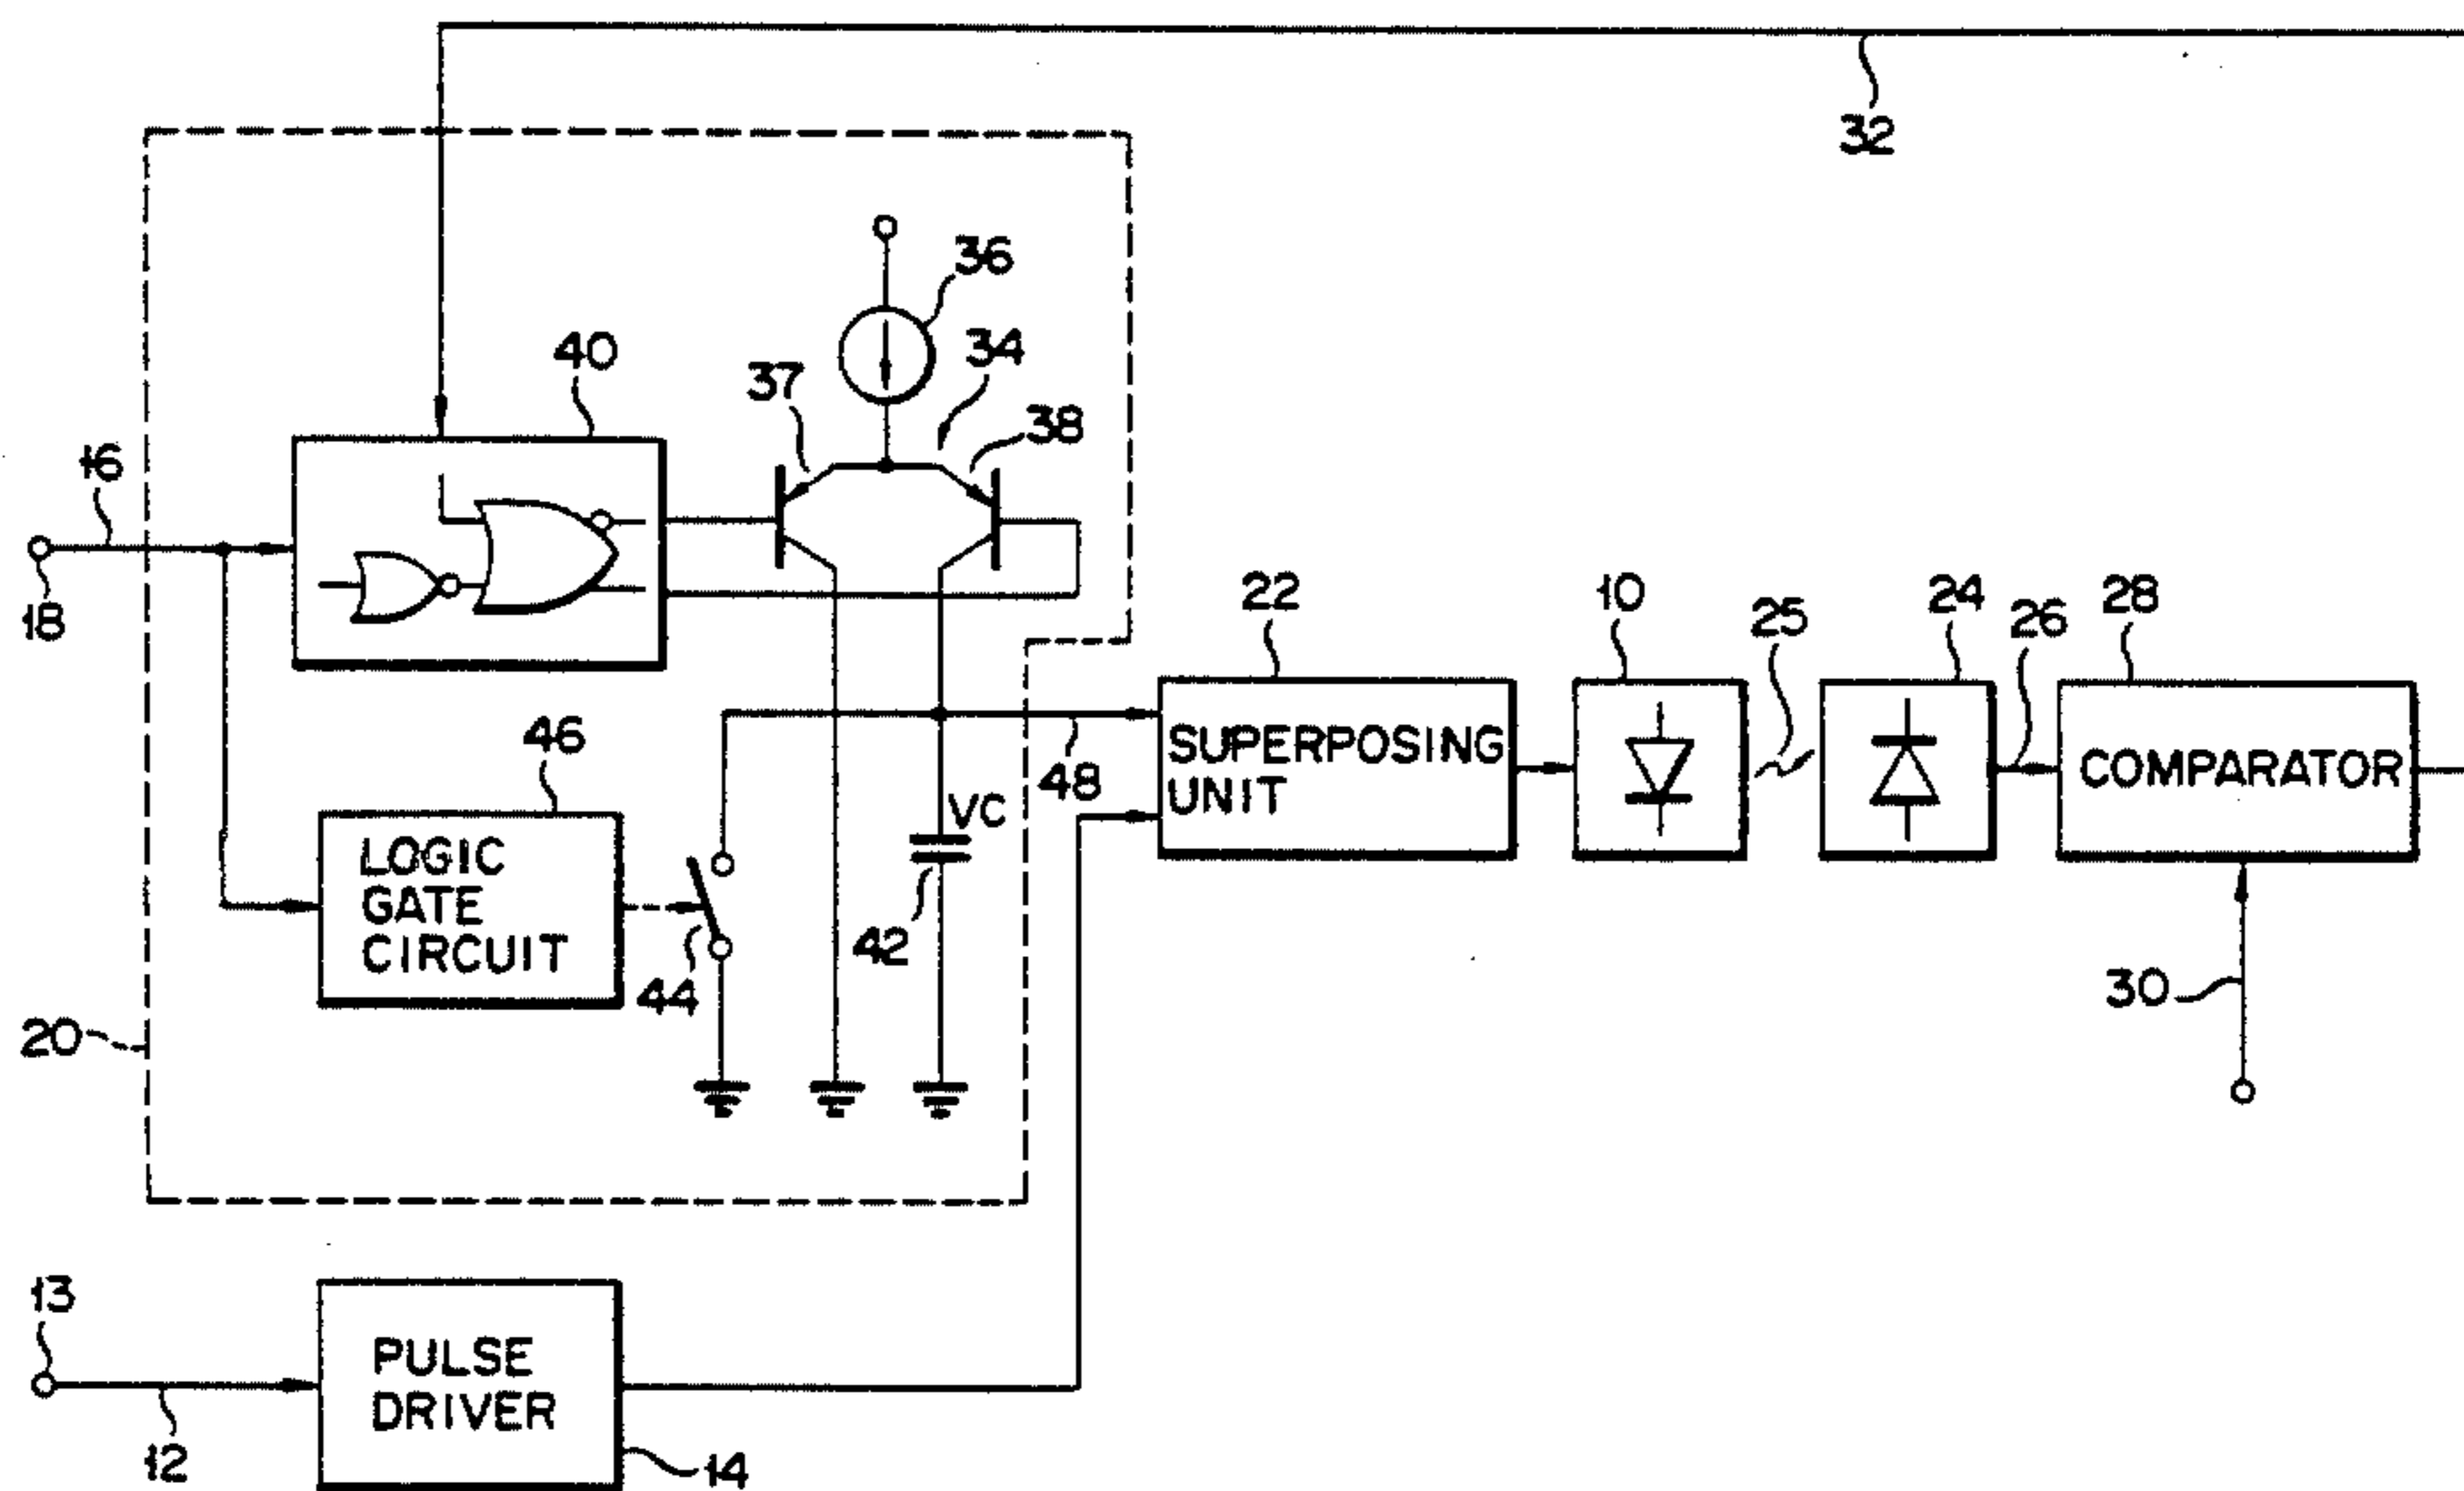 32
36
34
37
38
40
16
18
22
10
25
24
26
28
SUPERPOSING
UNIT
COMPARATOR
48
46
VC
LOGIC
GATE
CIRCUIT
44
42
30
20
13
PULSE
DRIVER
12
14